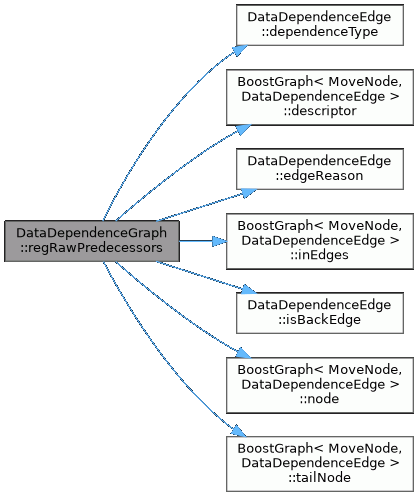 DataDependenceEdge
::dependenceType
BoostGraph< MoveNode,
DataDependenceEdge >
::descriptor
DataDependenceEdge
::edgeReason
DataDependenceGraph
::regRawPredecessors
BoostGraph< MoveNode,
DataDependenceEdge >
::inEdges
DataDependenceEdge
::isBackEdge
BoostGraph< MoveNode,
DataDependenceEdge >
::node
BoostGraph< MoveNode,
DataDependenceEdge >
::tailNode